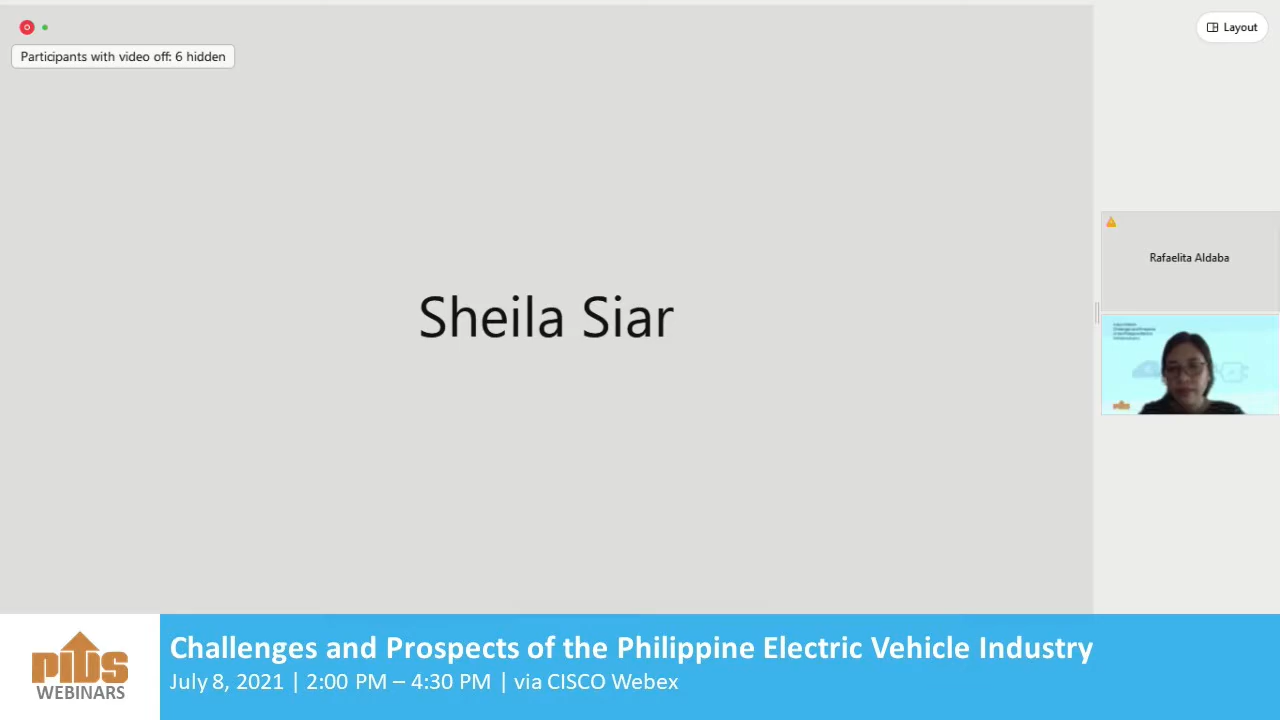 Layout
Participants with video off: 6 hidden
Sheila Siar
Rafaelita Aldaba
PIDS
WEBINARS
Challenges and Prospects of the Philippine Electric Vehicle Industry
July 8, 2021 | 2:00 PM – 4:30 PM | via CISCO Webex